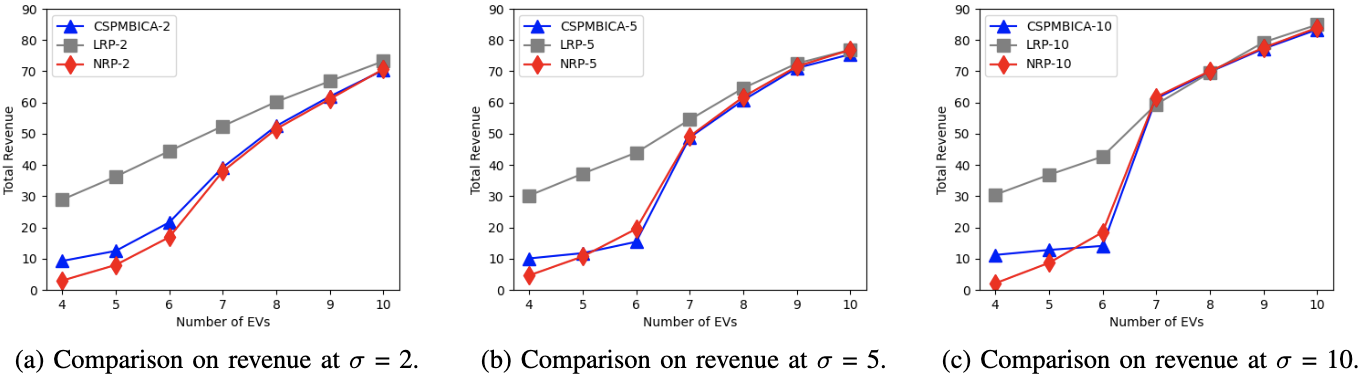 CSPMBICA-2
LRP-2
NRP-2
Total Revenue
90
80
70
60
50
40
30
20
10
0
4 5 6 7 8 9 10
Number of EVs
(a) Comparison on revenue at σ = 2.
CSPMBICA-5
LRP-5
NRP-5
Total Revenue
90
80
70
60
50
40
30
20
10
0
4 5 6 7 8 9 10
Number of EVs
(b) Comparison on revenue at σ = 5.
CSPMBICA-10
LRP-10
NRP-10
Total Revenue
90
80
70
60
50
40
30
20
10
0
4 5 6 7 8 9 10
Number of EVs
(c) Comparison on revenue at σ = 10.